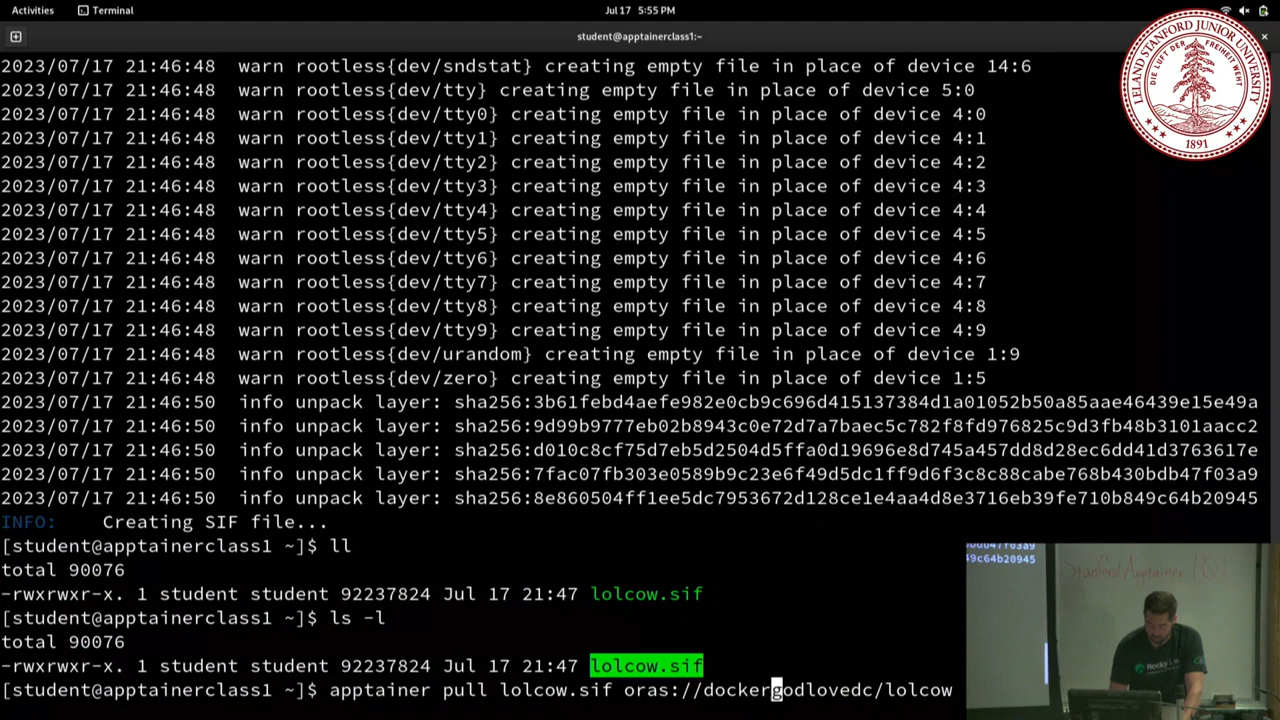 Activities Terminal Jul 17 5:55 PM
student@apptainerclass1:~
2023/07/17 21:46:48 warn rootless{dev/sndstat} creating empty file in place of device 14:6
2023/07/17 21:46:48 warn rootless{dev/tty} creating empty file in place of device 5:0
2023/07/17 21:46:48 warn rootless{dev/tty0} creating empty file in place of device 4:0
2023/07/17 21:46:48 warn rootless{dev/tty1} creating empty file in place of device 4:1
2023/07/17 21:46:48 warn rootless{dev/tty2} creating empty file in place of device 4:2
2023/07/17 21:46:48 warn rootless{dev/tty3} creating empty file in place of device 4:3
2023/07/17 21:46:48 warn rootless{dev/tty4} creating empty file in place of device 4:4
2023/07/17 21:46:48 warn rootless{dev/tty5} creating empty file in place of device 4:5
2023/07/17 21:46:48 warn rootless{dev/tty6} creating empty file in place of device 4:6
2023/07/17 21:46:48 warn rootless{dev/tty7} creating empty file in place of device 4:7
2023/07/17 21:46:48 warn rootless{dev/tty8} creating empty file in place of device 4:8
2023/07/17 21:46:48 warn rootless{dev/tty9} creating empty file in place of device 4:9
2023/07/17 21:46:48 warn rootless{dev/urandom} creating empty file in place of device 1:9
2023/07/17 21:46:48 warn rootless{dev/zero} creating empty file in place of device 1:5
2023/07/17 21:46:50 info unpack layer: sha256:3b61febd4aefe982e0cb9c696d415137384d1a01052b50a85aae46439e15e49a
2023/07/17 21:46:50 info unpack layer: sha256:9d99b9777eb02b8943c0e72d7a7baec5c782f8fd976825c9d3fb48b3101aacc2
2023/07/17 21:46:50 info unpack layer: sha256:d010c8cf75d7eb5d2504d5ffa0d19696e8d745a457dd8d28ec6dd41d3763617e
2023/07/17 21:46:50 info unpack layer: sha256:7fac07fb303e0589b9c23e6f49d5dc1ff9d6f3c8c88cabe768b430bdb47f03a9
2023/07/17 21:46:50 info unpack layer: sha256:8e860504ff1ee5dc7953672d128ce1e4aa4d8e3716eb39fe710b849c64b20945
INFO: Creating SIF file...
[student@apptainerclass1 ~]$ ll
total 90076
-rwxrwxr-x. 1 student student 92237824 Jul 17 21:47 lolcow.sif
[student@apptainerclass1 ~]$ ls -l
total 90076
-rwxrwxr-x. 1 student student 92237824 Jul 17 21:47 lolcow.sif
[student@apptainerclass1 ~]$ apptainer pull lolcow.sif oras://dockergodlovedc/lolcow
LELAND STANFORD JUNIOR UNIVERSITY
DIE LUFT DER FREIHEIT WEHT
1891
49c64b20945
Stanford Apptainer